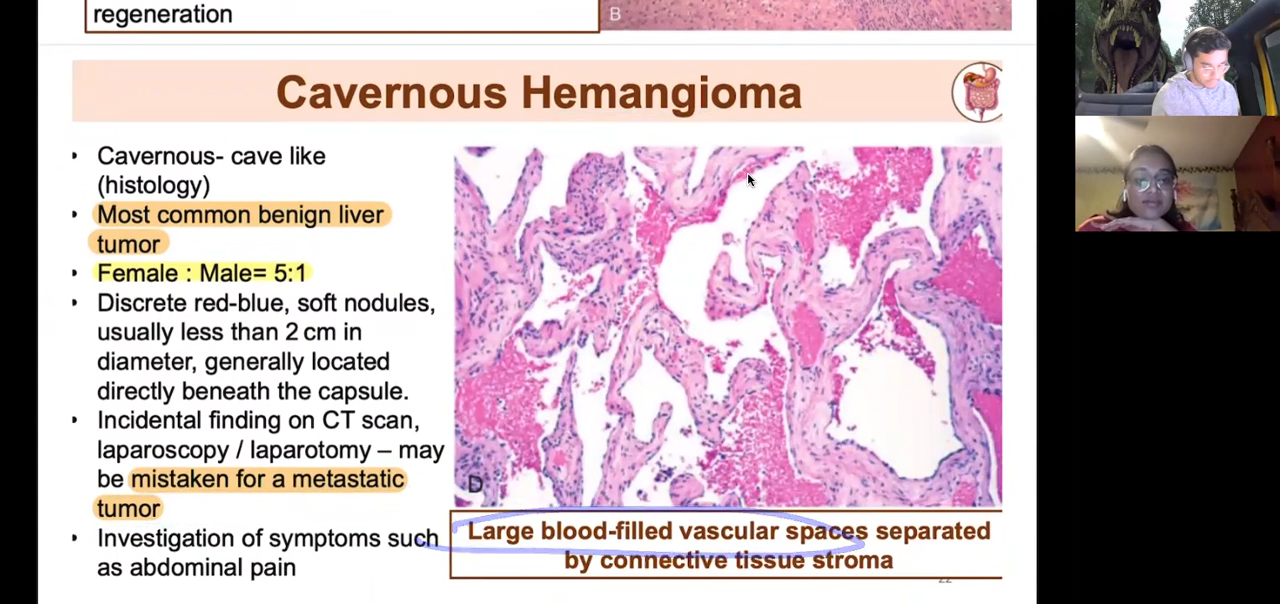 regeneration
B
Cavernous Hemangioma
• Cavernous- cave like
(histology)
• Most common benign liver
tumor
• Female : Male= 5:1
• Discrete red-blue, soft nodules,
usually less than 2 cm in
diameter, generally located
directly beneath the capsule.
• Incidental finding on CT scan,
laparoscopy / laparotomy – may
be mistaken for a metastatic
tumor
• Investigation of symptoms such
as abdominal pain
D
Large blood-filled vascular spaces separated
by connective tissue stroma